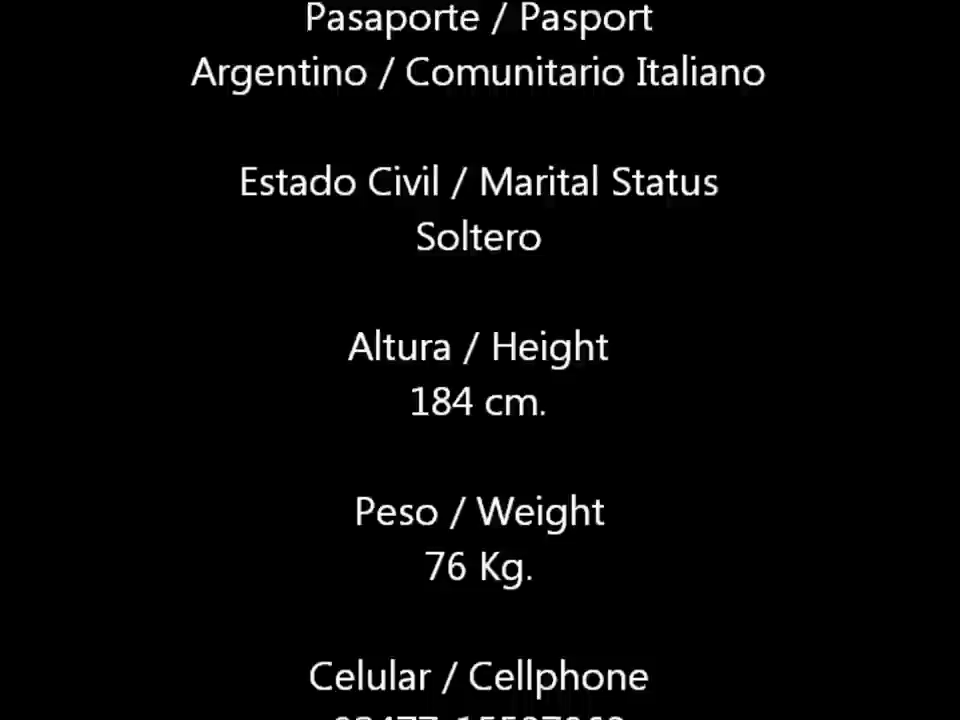 Pasaporte / Pasport
Argentino / Comunitario Italiano
Estado Civil / Marital Status
Soltero
Altura / Height
184 cm.
Peso / Weight
76 Kg.
Celular / Cellphone